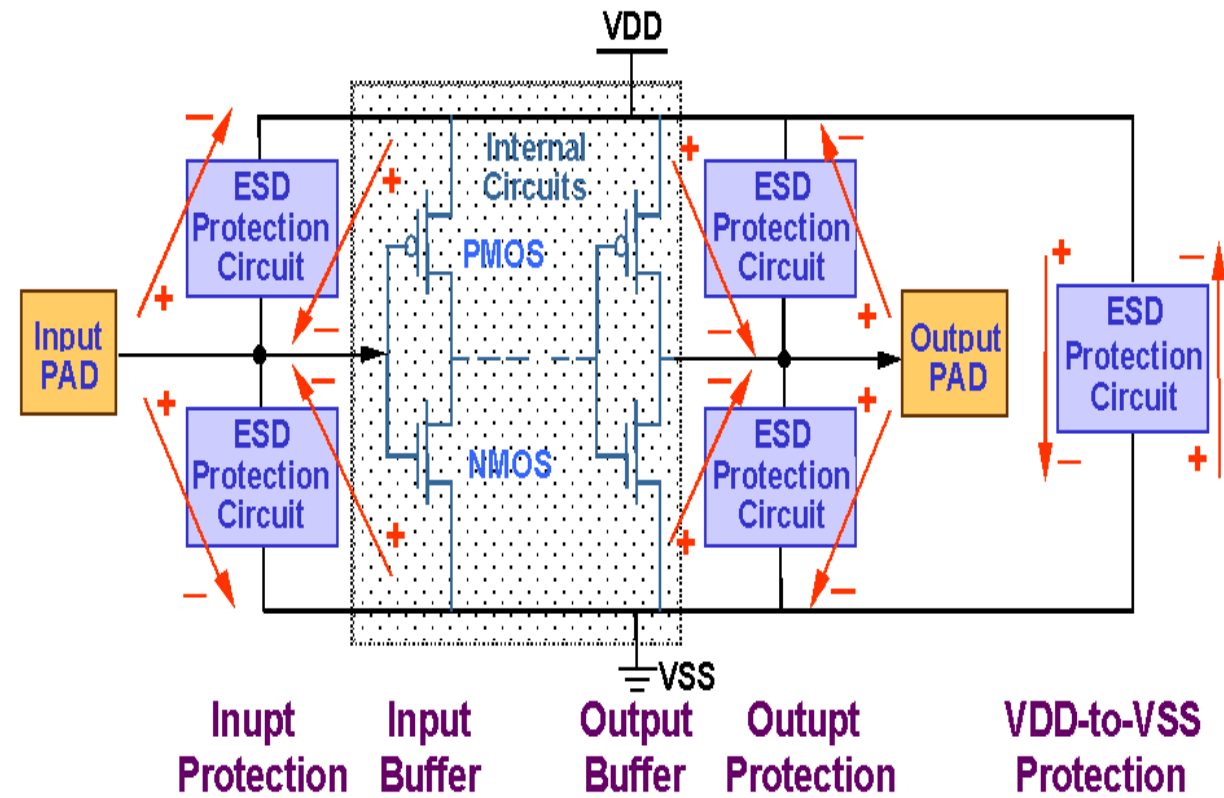 VDD
Internal
Circuits
ESD
Protection
Circuit
ESD
Protection
Circuit
PMOS
Input
PAD
Output
PAD
ESD
Protection
Circuit
ESD
Protection
Circuit
ESD
Protection
Circuit
NMOS
VSS
Inupt
Protection
Input
Buffer
Output
Buffer
Outupt
Protection
VDD-to-VSS
Protection